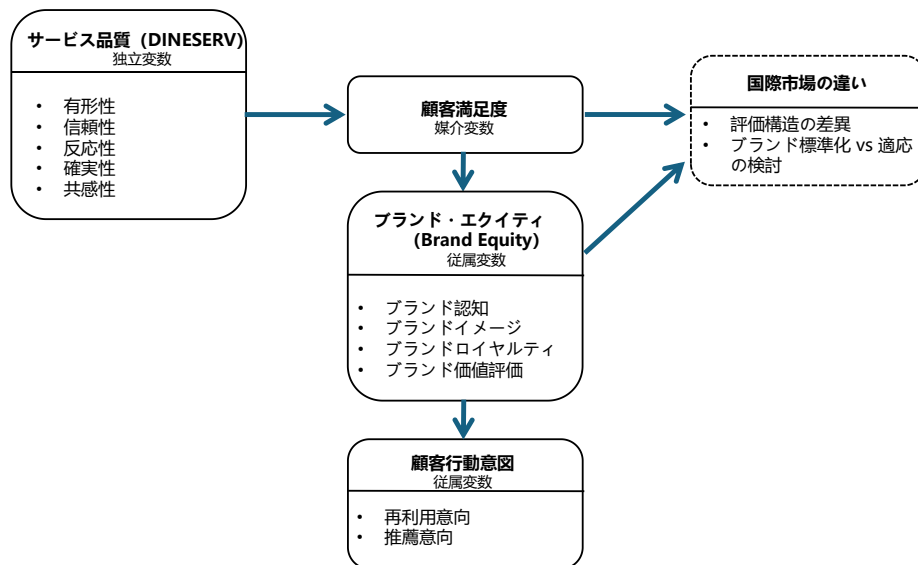 サービス品質（DINESERV）
独立変数
• 有形性
• 信頼性
• 反応性
• 確実性
• 共感性
顧客満足度
媒介変数
国際市場の違い
• 評価構造の差異
• ブランド標準化 vs 適応
の検討
ブランド・エクイティ
（Brand Equity）
従属変数
• ブランド認知
• ブランドイメージ
• ブランドロイヤルティ
• ブランド価値評価
顧客行動意図
従属変数
• 再利用意向
• 推薦意向